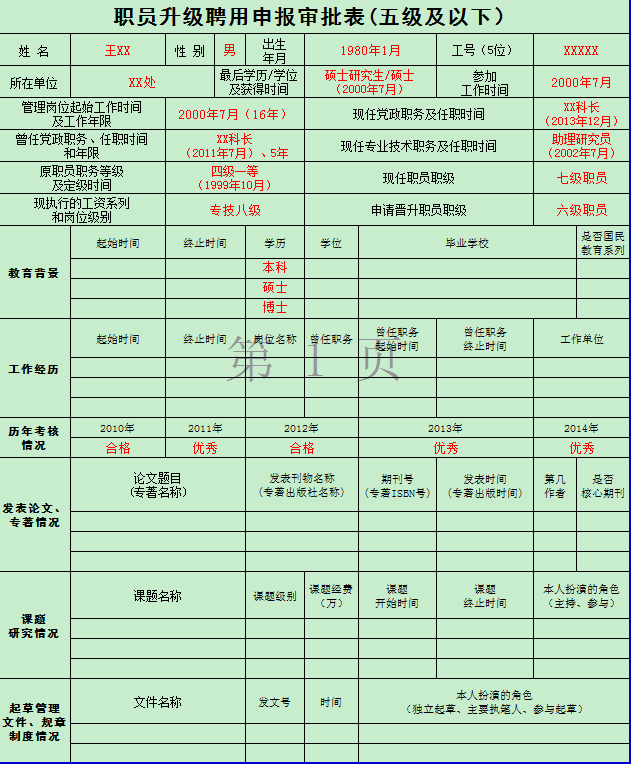 职员升级聘用申报审批表(五级及以下)
姓 名 王XX 性 别 男 出生年月 1980年1月 工号（5位） XXXXX
所在单位 XX处 最后学历/学位及获得时间 硕士研究生/硕士（2000年7月） 参加工作时间 2000年7月
管理岗位起始工作时间及工作年限 2000年7月（16年） 现任党政职务及任职时间 XX科长（2013年12月）
曾任党政职务、任职时间和年限 XX科长（2011年7月）、5年 现任专业技术职务及任职时间 助理研究员（2002年7月）
原职员职务等级及定级时间 四级一等（1999年10月） 现任职员职级 七级职员
现执行的工资系列和岗位级别 专技八级 申请晋升职员职级 六级职员
教育背景 起始时间 终止时间 学历 学位 毕业学校 是否国民教育系列
本科
硕士
博士
工作经历 起始时间 终止时间 岗位名称 曾任职务 曾任职务起始时间 曾任职务终止时间 工作单位
第 1 页
历年考核情况 2010年 2011年 2012年 2013年 2014年
合格 优秀 合格 优秀 优秀
发表论文、专著情况 论文题目(专著名称) 发表刊物名称(专著出版社名称) 期刊号(专著ISBN号) 发表时间(专著出版时间) 第几作者 是否核心期刊
课题研究情况 课题名称 课题级别 课题经费（万） 课题开始时间 课题终止时间 本人扮演的角色（主持、参与）
起草管理文件、规章制度情况 文件名称 发文号 时间 本人扮演的角色（独立起草、主要执笔人、参与起草）